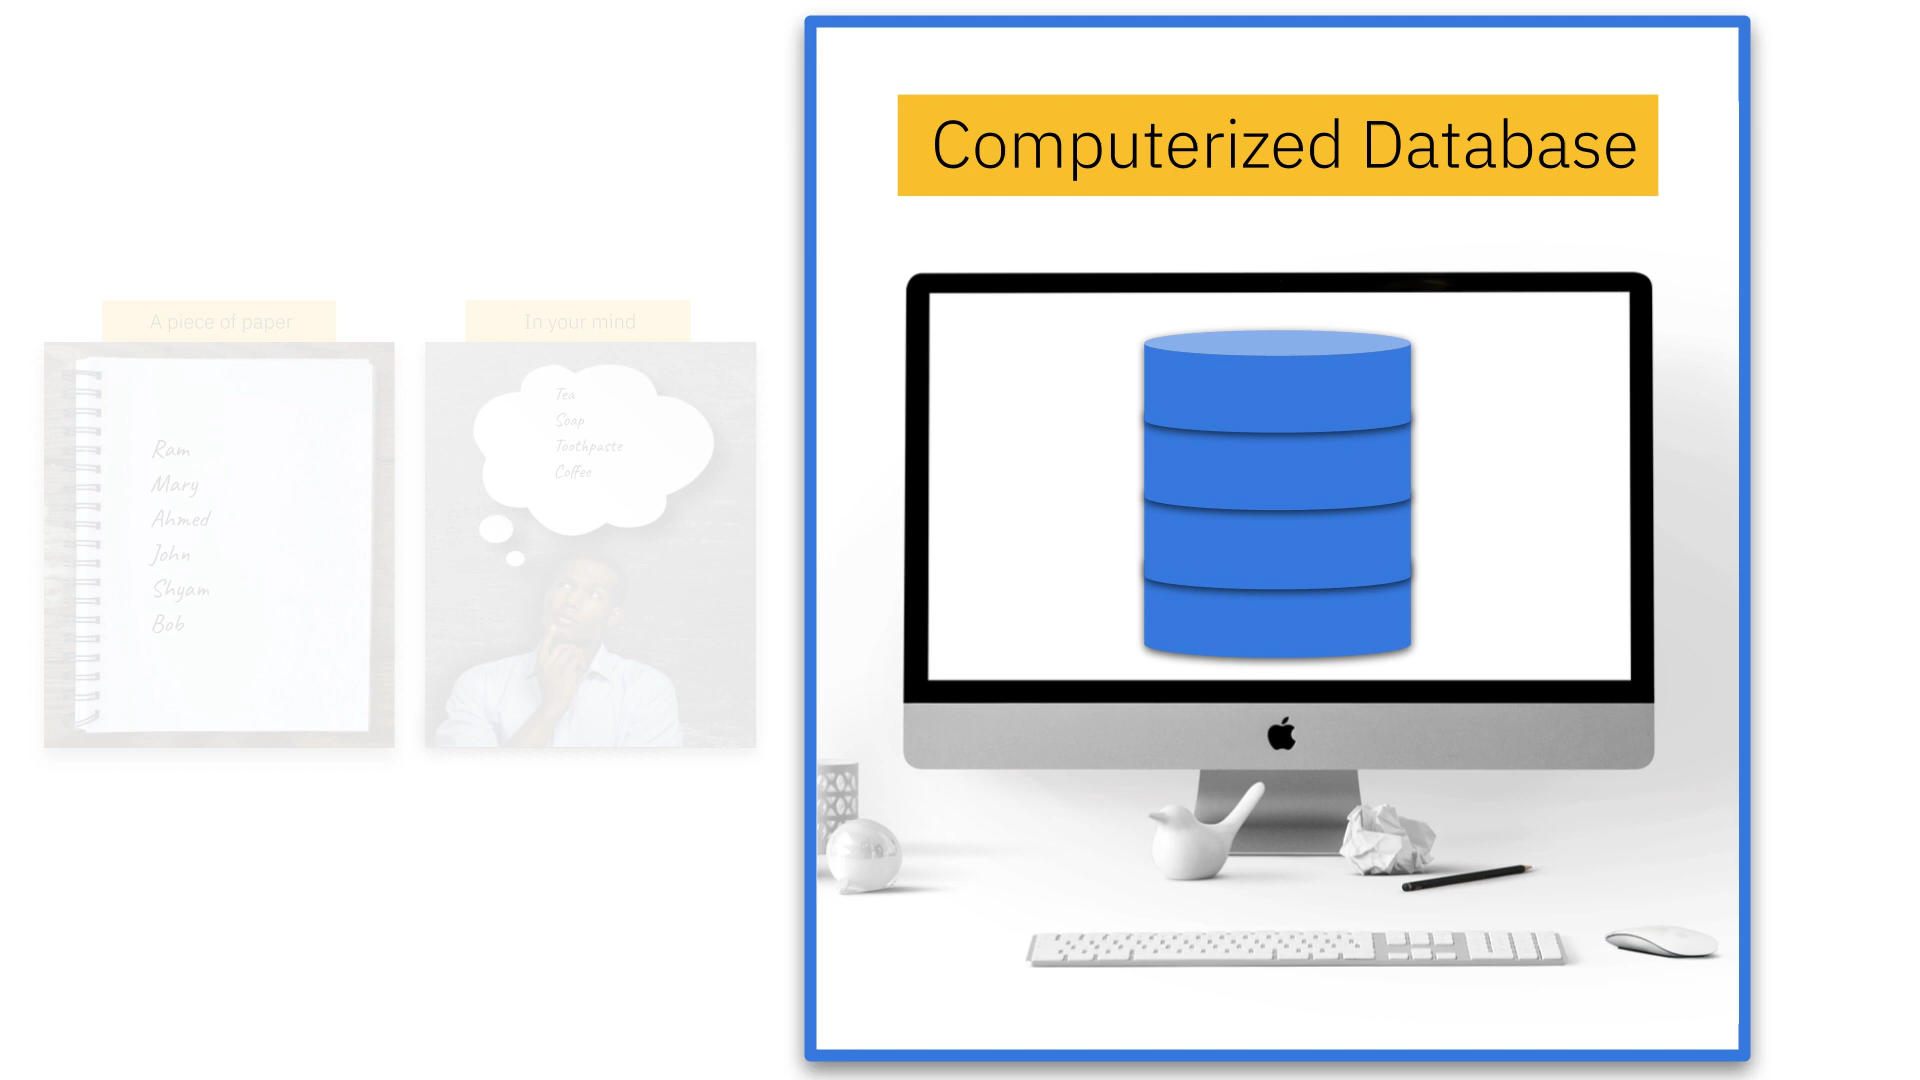 A piece of paper
Ram
Mary
Ahmed
John
Shyam
Bob
In your mind
Tea
Soap
Toothpaste
Coffee
Computerized Database